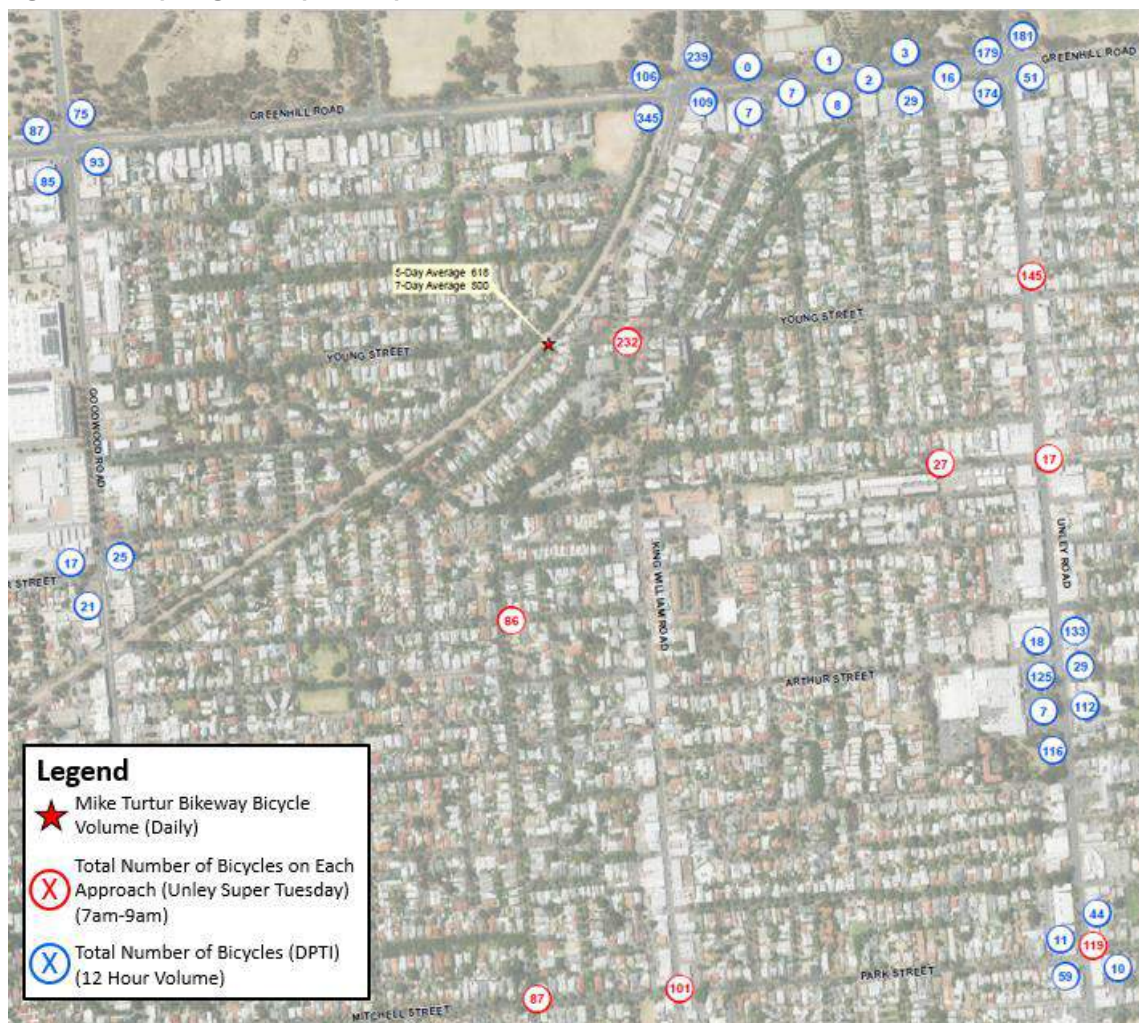 239
0
1
3
179
181
GREENHILL ROAD
106
7
2
16
51
345
109
7
8
29
174
GREENHILL ROAD
75
87
93
85
5-Day Average 616
7-Day Average 500
145
YOUNG STREET
232
YOUNG STREET
GOODWOOD ROAD
27
17
UNLEY ROAD
17
25
STREET
21
KING WILLIAM ROAD
86
18
133
29
125
ARTHUR STREET
7
112
116
Legend
Mike Turtur Bikeway Bicycle
Volume (Daily)
X
Total Number of Bicycles on Each
Approach (Unley Super Tuesday)
(7am-9am)
X
Total Number of Bicycles (DPTI)
(12 Hour Volume)
44
11
119
10
59
PARK STREET
101
87
MITCHELL STREET